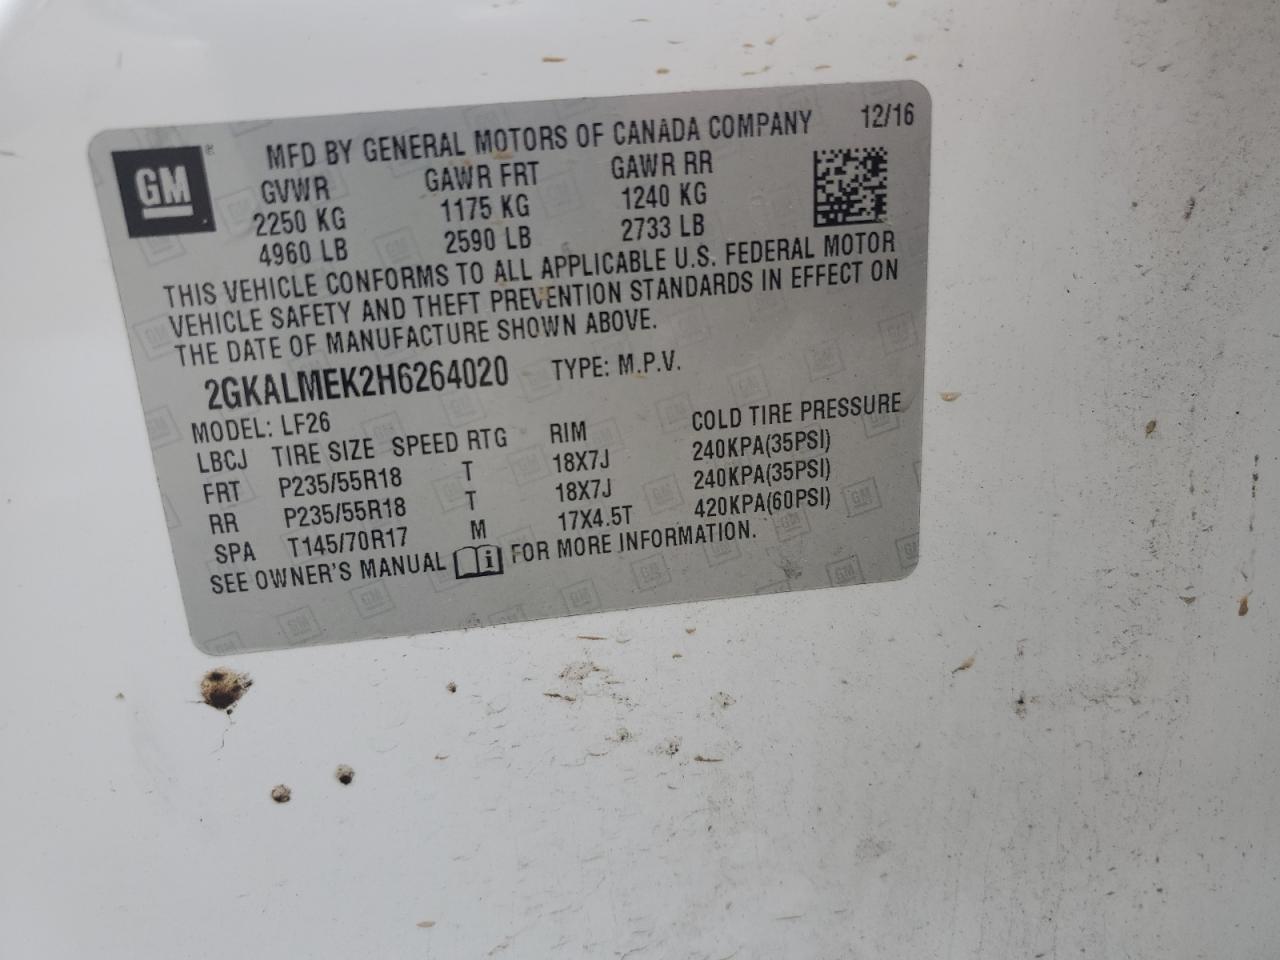 GM ®
MFD BY GENERAL MOTORS OF CANADA COMPANY 12/16
GVWR GAWR FRT GAWR RR
2250 KG 1175 KG 1240 KG
4960 LB 2590 LB 2733 LB
THIS VEHICLE CONFORMS TO ALL APPLICABLE U.S. FEDERAL MOTOR
VEHICLE SAFETY AND THEFT PREVENTION STANDARDS IN EFFECT ON
THE DATE OF MANUFACTURE SHOWN ABOVE.
2GKALMEK2H6264020 TYPE: M.P.V.
MODEL: LF26
LBCJ TIRE SIZE SPEED RTG RIM COLD TIRE PRESSURE
FRT P235/55R18 T 18X7J 240KPA(35PSI)
RR P235/55R18 T 18X7J 240KPA(35PSI)
SPA T145/70R17 M 17X4.5T 420KPA(60PSI)
SEE OWNER'S MANUAL i FOR MORE INFORMATION.